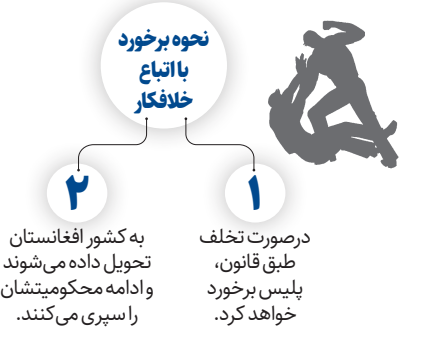 نحوه برخورد
با اتباع
خلافکار
۱
درصورت تخلف
طبق قانون،
پلیس برخورد
خواهد کرد.
۲
به کشور افغانستان
تحویل داده می‌شوند
و ادامه محکومیتشان
را سپری می‌کنند.